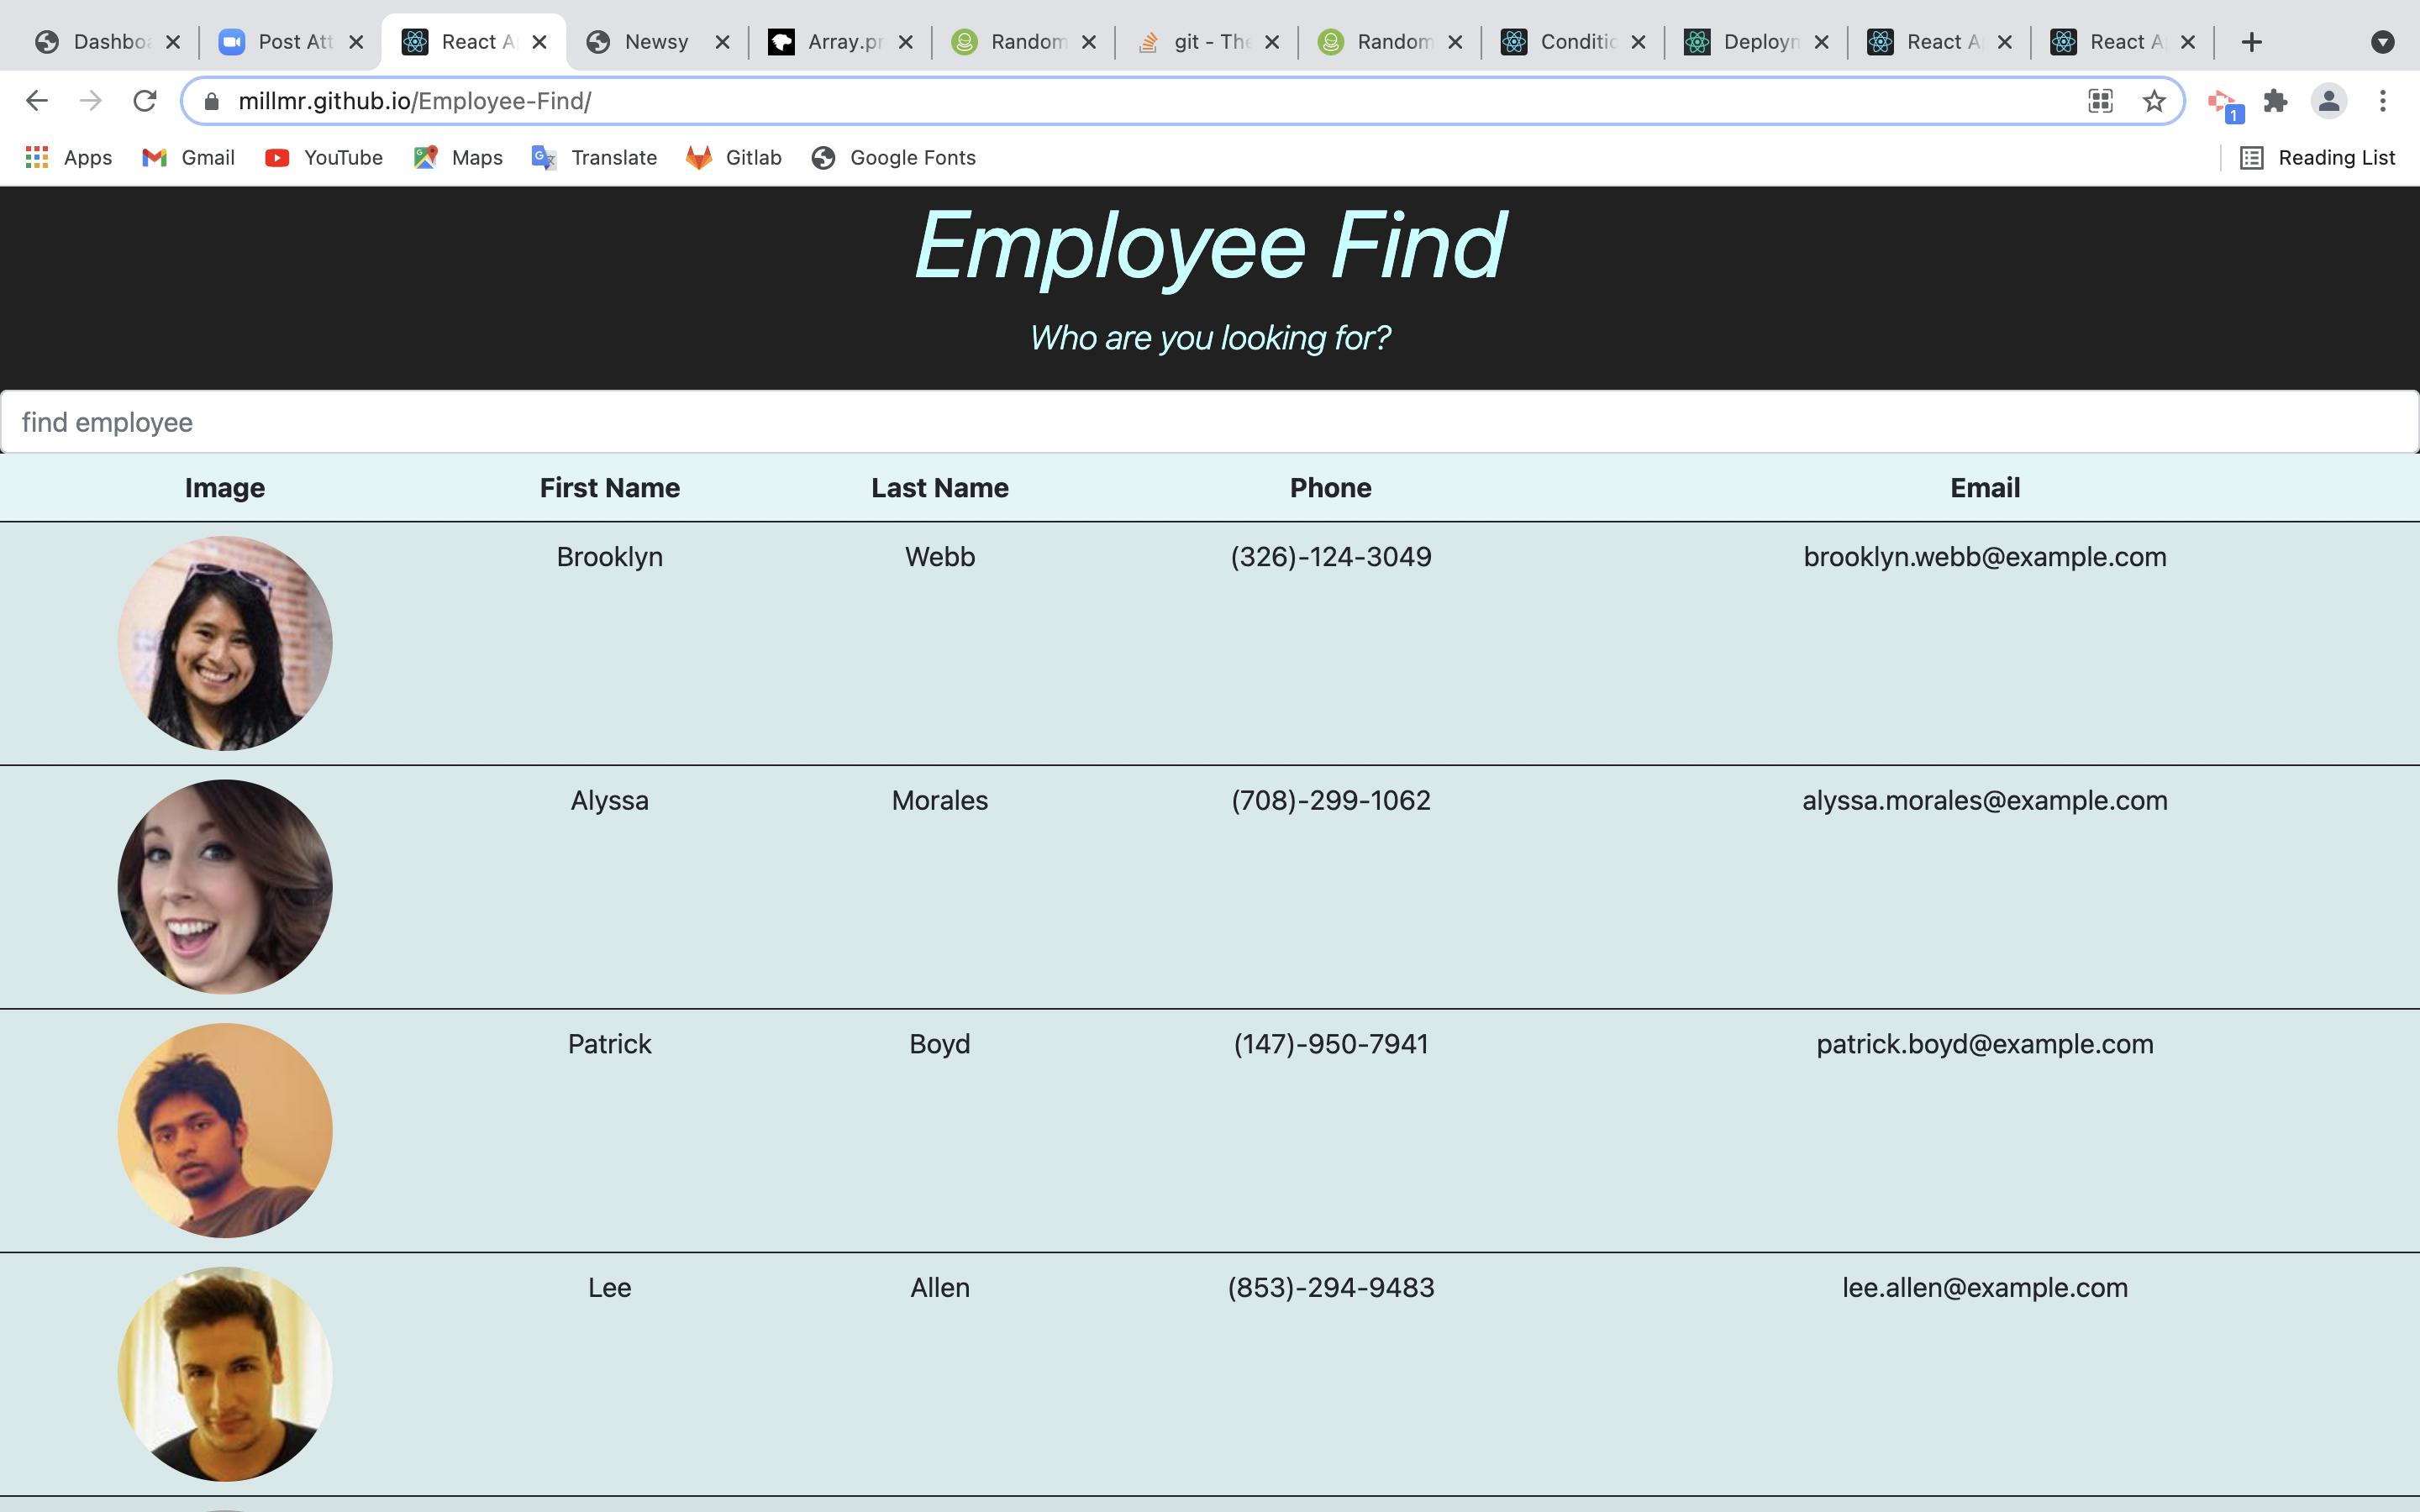 Dashboa Post Att React A Newsy Array.pr Random git - The Random Conditio Deploym React A React A
millmr.github.io/Employee-Find/
1
Apps Gmail YouTube Maps Translate Gitlab Google Fonts Reading List
Employee Find
Who are you looking for?
find employee
Image First Name Last Name Phone Email
Brooklyn Webb (326)-124-3049 brooklyn.webb@example.com
Alyssa Morales (708)-299-1062 alyssa.morales@example.com
Patrick Boyd (147)-950-7941 patrick.boyd@example.com
Lee Allen (853)-294-9483 lee.allen@example.com